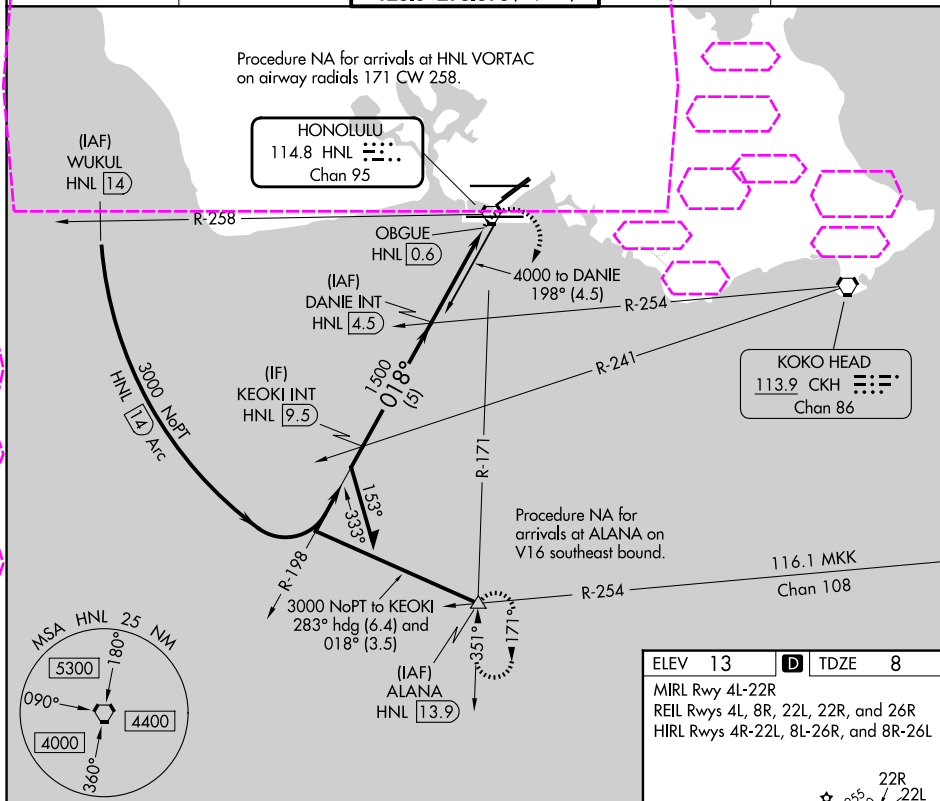 Procedure NA for arrivals at HNL VORTAC
on airway radials 171 CW 258.
HONOLULU
114.8 HNL
Chan 95
(IAF)
WUKUL
HNL 14
R-258
OBGUE
HNL 0.6
4000 to DANIE
198° (4.5)
(IAF)
DANIE INT
HNL 4.5
R-254
R-241
KOKO HEAD
113.9 CKH
Chan 86
1500
018°
(5)
(IF)
KEOKI INT
HNL 9.5
3000 NoPT
HNL 14 Arc
R-171
153°
333°
Procedure NA for
arrivals at ALANA on
V16 southeast bound.
116.1 MKK
Chan 108
R-254
R-198
3000 NoPT to KEOKI
283° hdg (6.4) and
018° (3.5)
351°
171°
(IAF)
ALANA
HNL 13.9
MSA HNL 25 NM
180°
5300
090°
4400
4000
360°
ELEV 13 D TDZE 8
MIRL Rwy 4L-22R
REIL Rwys 4L, 8R, 22L, 22R, and 26R
HIRL Rwys 4R-22L, 8L-26R, and 8R-26L
22R
22L